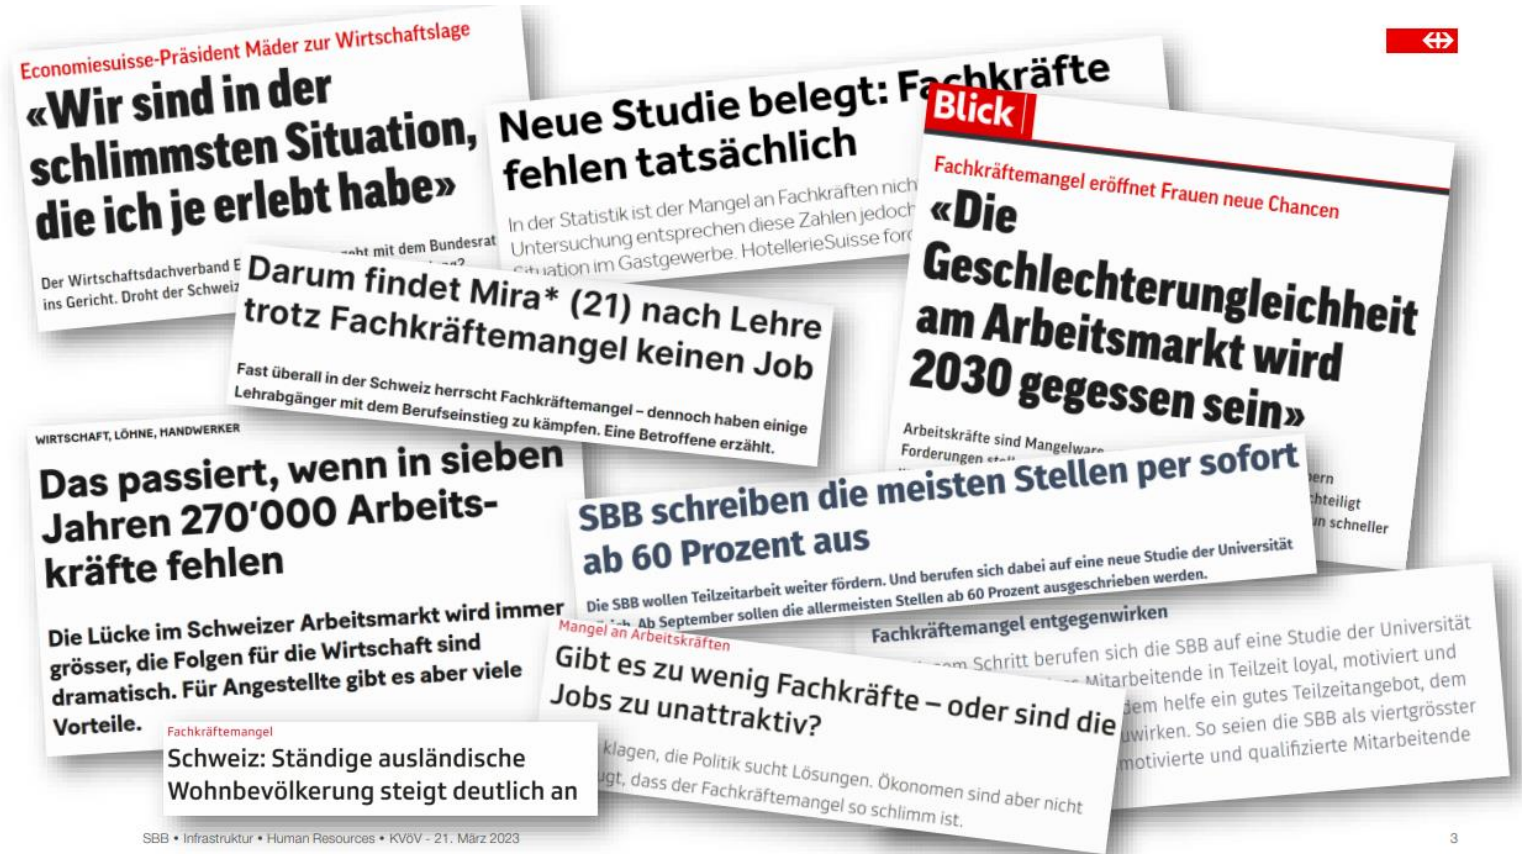 Economiesuisse-Präsident Mäder zur Wirtschaftslage
«Wir sind in der
schlimmsten Situation,
die ich je erlebt habe»
Der Wirtschaftsdachverband
geht mit dem Bundesrat
ins Gericht. Droht der Schweiz
Neue Studie belegt: Fachkräfte
fehlen tatsächlich
In der Statistik ist der Mangel an Fachkräften
Untersuchung entsprechen diese Zahlen jedoch
Situation im Gastgewerbe. HotellerieSuisse
Blick
Fachkräftemangel eröffnet Frauen neue Chancen
«Die
Geschlechterungleichheit
am Arbeitsmarkt wird
2030 gegessen sein»
Arbeitskräfte sind Mangelware
Forderungen
schneller
Darum findet Mira* (21) nach Lehre
trotz Fachkräftemangel keinen Job
Fast überall in der Schweiz herrscht Fachkräftemangel – dennoch haben einige
Lehrabgänger mit dem Berufseinstieg zu kämpfen. Eine Betroffene erzählt.
WIRTSCHAFT, LÖHNE, HANDWERKER
Das passiert, wenn in sieben
Jahren 270’000 Arbeits-
kräfte fehlen
Die Lücke im Schweizer Arbeitsmarkt wird immer
grösser, die Folgen für die Wirtschaft sind
dramatisch. Für Angestellte gibt es aber viele
Vorteile.
SBB schreiben die meisten Stellen per sofort
ab 60 Prozent aus
Die SBB wollen Teilzeitarbeit weiter fördern. Und berufen sich dabei auf eine neue Studie der Universität
Ab September sollen die allermeisten Stellen ab 60 Prozent ausgeschrieben werden.
Fachkräftemangel entgegenwirken
Schritt berufen sich die SBB auf eine Studie der Universität
Mitarbeitende in Teilzeit loyal, motiviert und
helfe ein gutes Teilzeitangebot, dem
So seien die SBB als viertgrösster
motivierte und qualifizierte Mitarbeitende
Mangel an Arbeitskräften
Gibt es zu wenig Fachkräfte – oder sind die
Jobs zu unattraktiv?
klagen, die Politik sucht Lösungen. Ökonomen sind aber nicht
dass der Fachkräftemangel so schlimm ist.
Fachkräftemangel
Schweiz: Ständige ausländische
Wohnbevölkerung steigt deutlich an
SBB • Infrastruktur • Human Resources • KVöV - 21. März 2023
3